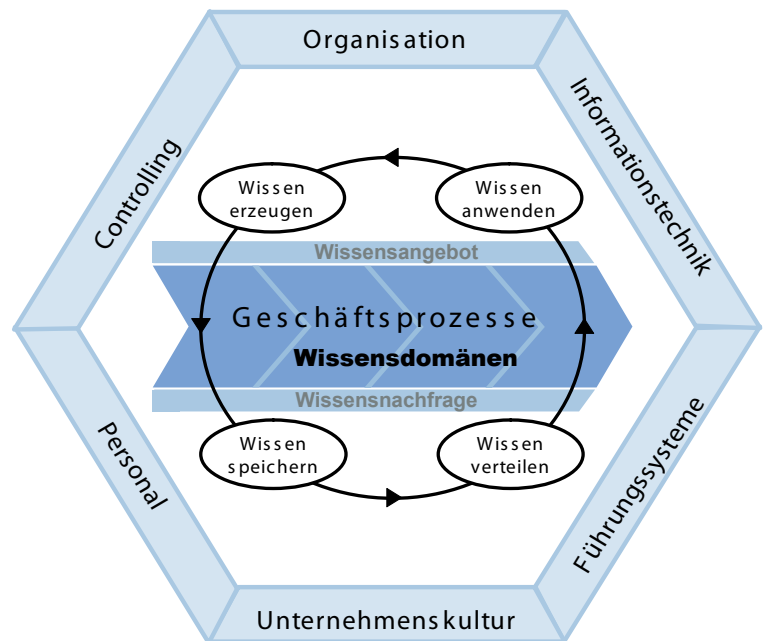 Organisation
Informationstechnik
Controlling
Wissen
erzeugen
Wissen
anwenden
Wissensangebot
Geschäftsprozesse
Wissensdomänen
Wissensnachfrage
Wissen
speichern
Wissen
verteilen
Personal
Führungssysteme
Unternehmenskultur